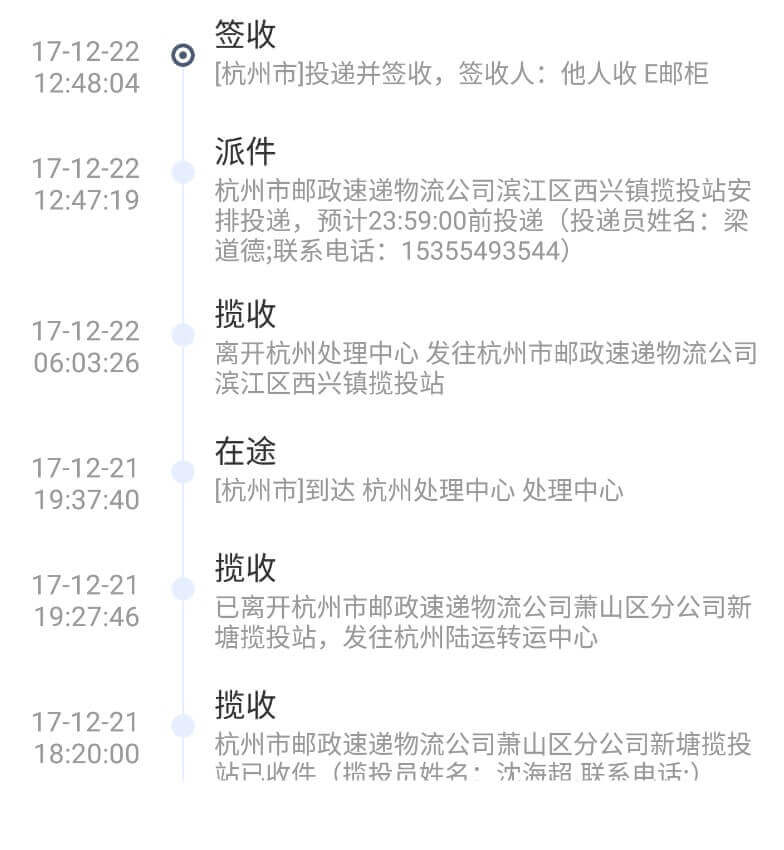 17-12-22
12:48:04
签收
[杭州市]投递并签收，签收人：他人收 E邮柜
17-12-22
12:47:19
派件
杭州市邮政速递物流公司滨江区西兴镇揽投站安
排投递，预计23:59:00前投递（投递员姓名：梁
道德;联系电话：15355493544）
17-12-22
06:03:26
揽收
离开杭州处理中心 发往杭州市邮政速递物流公司
滨江区西兴镇揽投站
17-12-21
19:37:40
在途
[杭州市]到达 杭州处理中心 处理中心
17-12-21
19:27:46
揽收
已离开杭州市邮政速递物流公司萧山区分公司新
塘揽投站，发往杭州陆运转运中心
17-12-21
18:20:00
揽收
杭州市邮政速递物流公司萧山区分公司新塘揽投
站已收件（揽投员姓名：沈海超,联系电话:）